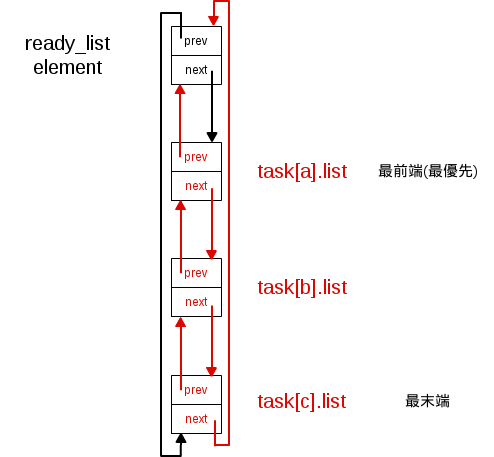 ready_list
element
prev
next
prev
next
task[a].list
最前端(最優先)
prev
next
task[b].list
prev
next
task[c].list
最末端